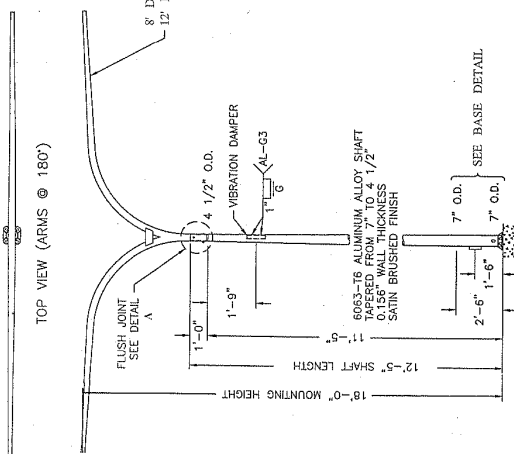 TOP VIEW (ARMS @ 180°)
8' D
12'
FLUSH JOINT
SEE DETAIL
A
4 1/2" O.D.
VIBRATION DAMPER
AL-G3
G
1"
1'-0"
1'-9"
6063-T6 ALUMINUM ALLOY SHAFT
TAPERED FROM 7" TO 4 1/2"
0.156" WALL THICKNESS
SATIN BRUSHED FINISH
11'-5"
12'-5" SHAFT LENGTH
18'-0" MOUNTING HEIGHT
7" O.D.
7" O.D.
SEE BASE DETAIL
1'-6"
2'-6"